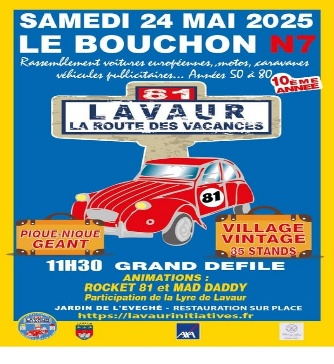 SAMEDI 24 MAI 2025
LE BOUCHON N7
Rassemblement voitures européennes,,motos, caravanes
véhicules publicitaires... Années 50 à 80
10ème
ANNÉE
81
LAVAUR
LA ROUTE DES VACANCES
81
PIQUE-NIQUE
GEANT
VILLAGE
VINTAGE
35 STANDS
11H30 GRAND DEFILE
ANIMATIONS :
ROCKET 81 et MAD DADDY
Participation de la Lyre de Lavaur
JARDIN DE L'EVECHÉ - RESTAURATION SUR PLACE
https://lavaurinitiatives.fr
AXA